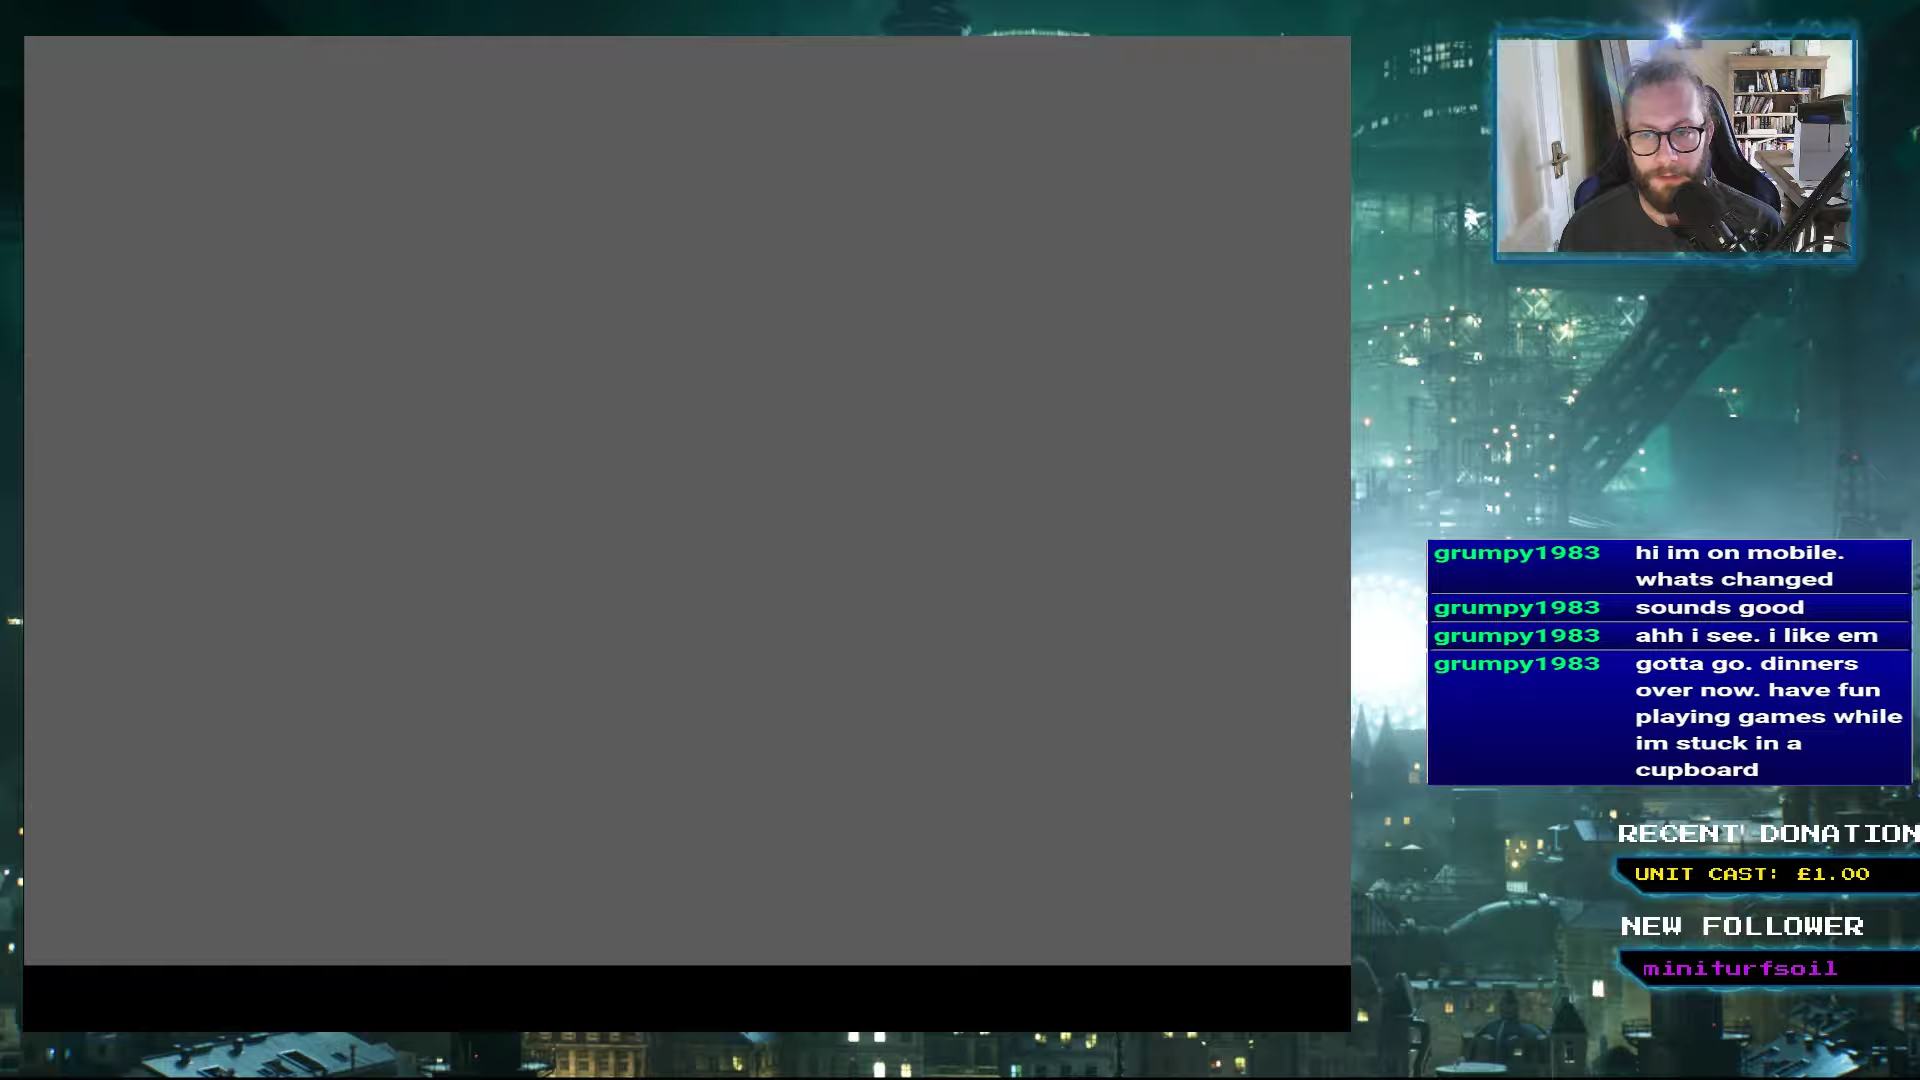 grumpy1983 hi im on mobile.
whats changed
grumpy1983 sounds good
grumpy1983 ahh i see. i like em
grumpy1983 gotta go. dinners
over now. have fun
playing games while
im stuck in a
cupboard
RECENT DONATION
UNIT CAST: £1.00
NEW FOLLOWER
miniturfsoil